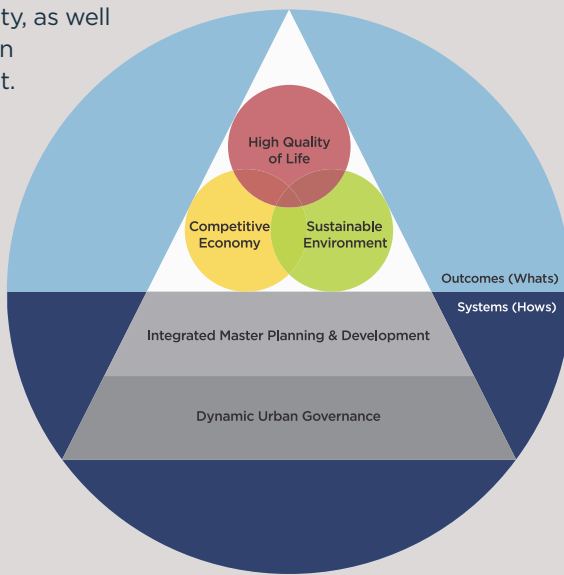 ty, as well
n
t.
High Quality
of Life
Competitive
Economy
Sustainable
Environment
Outcomes (Whats)
Systems (Hows)
Integrated Master Planning & Development
Dynamic Urban Governance